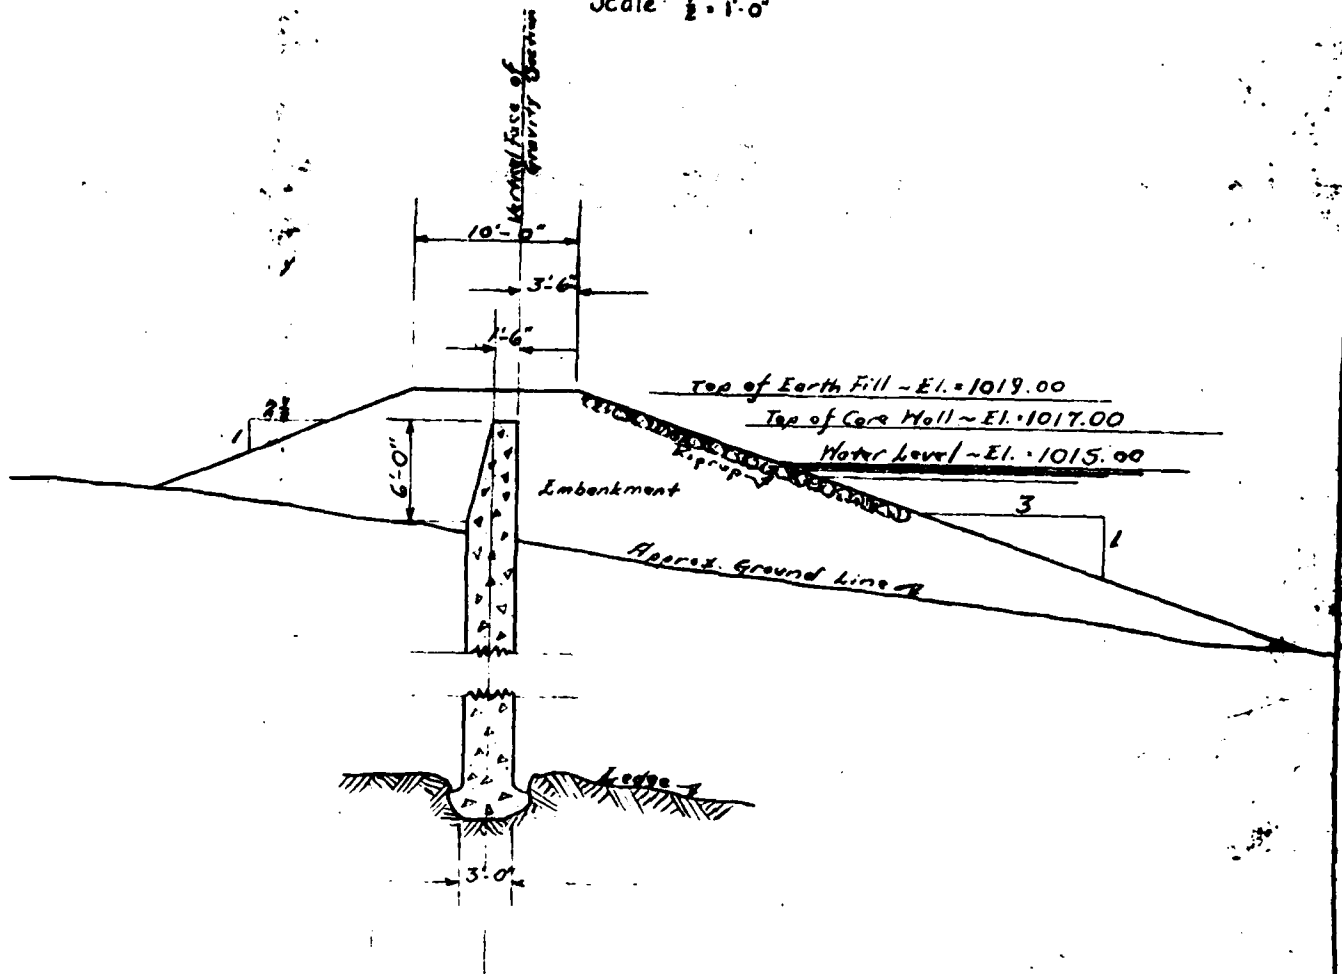 Scale ½" = 1'-0"
Vertical Face of
Gravity Section
10'-0"
3'-6"
1'-6"
Top of Earth Fill ~ El. = 1019.00
Top of Core Wall ~ El. = 1017.00
Water Level ~ El. = 1015.00
2½
1
6'-0"
Riprap
Embankment
3
1
Approx. Ground Line
Ledge
3'-0"